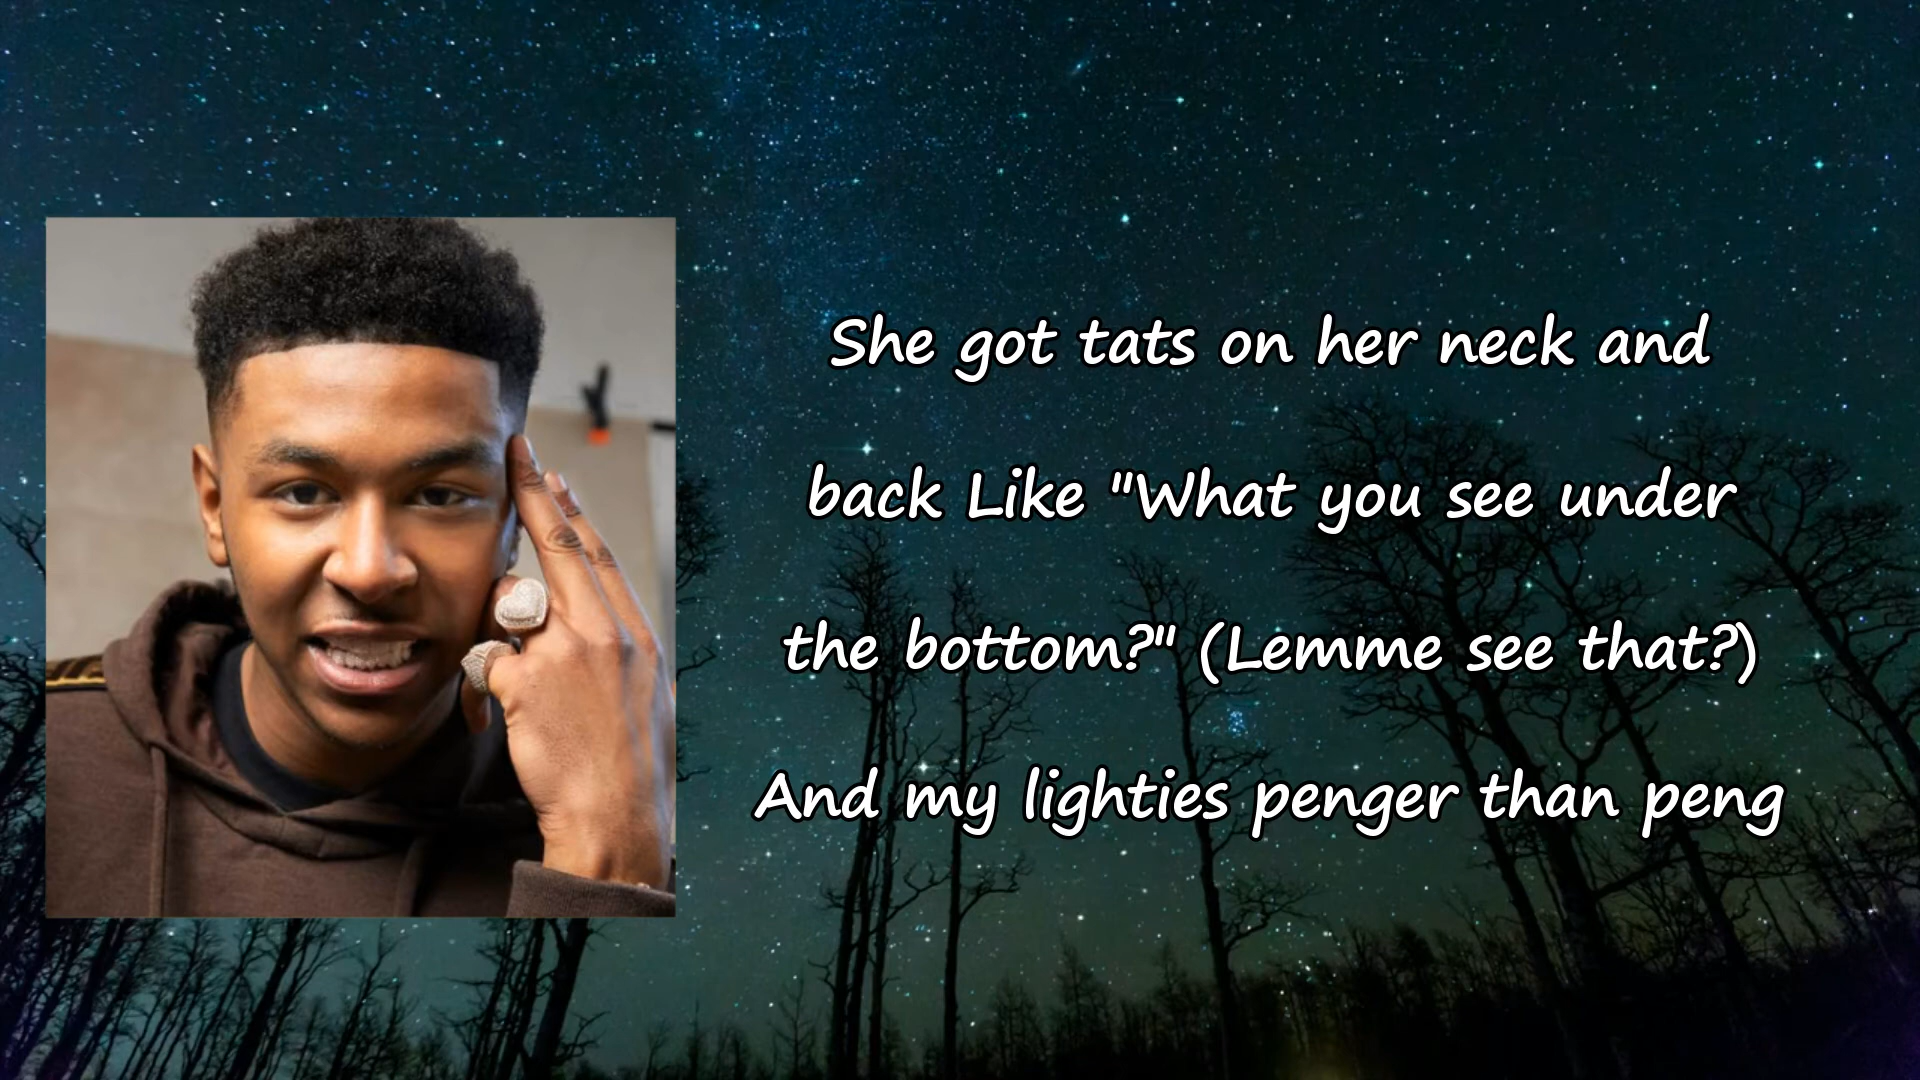 She got tats on her neck and
back Like "What you see under
the bottom?" (Lemme see that?)
And my lighties penger than peng